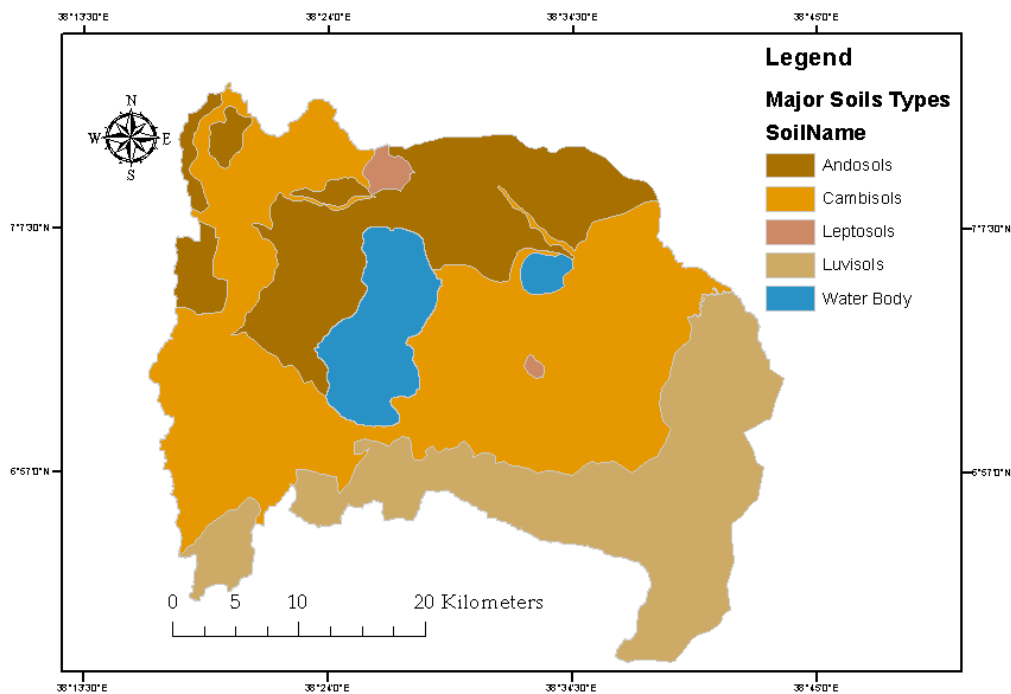 38°13'30"E 38°24'0"E 38°34'30"E 38°45'0"E
Legend
Major Soils Types
SoilName
Andosols
Cambisols
Leptosols
Luvisols
Water Body
N
W E
S
7°7'30"N 7°7'30"N
6°57'0"N 6°57'0"N
0 5 10 20 Kilometers
38°13'30"E 38°24'0"E 38°34'30"E 38°45'0"E